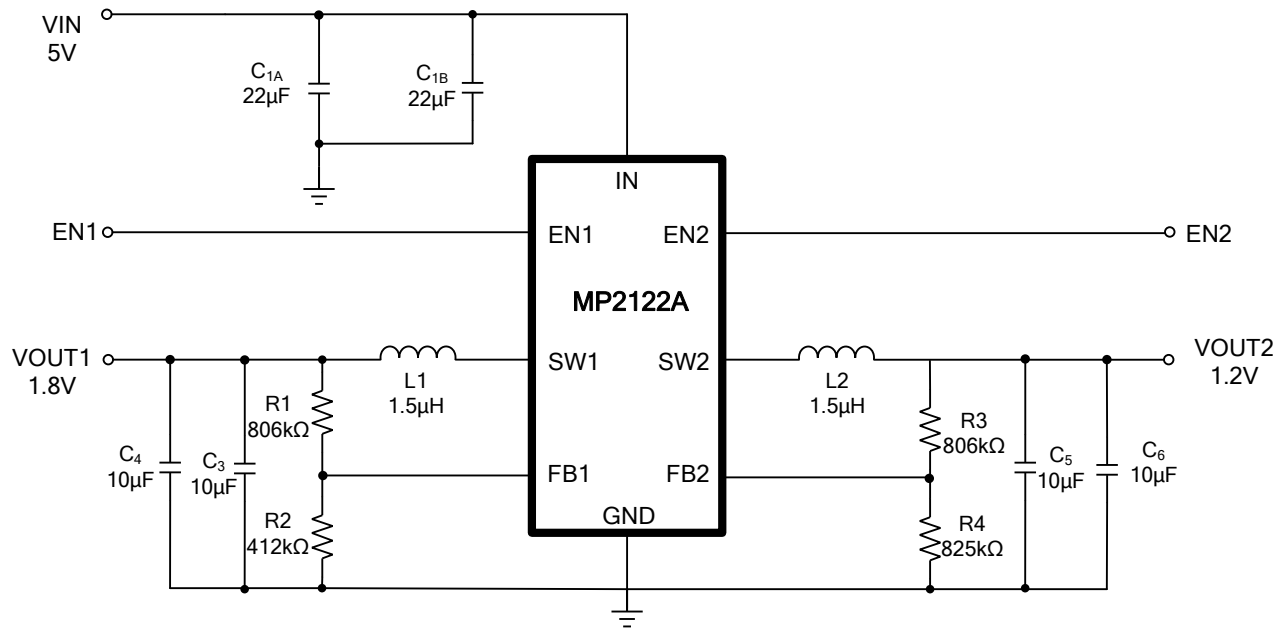 VIN
5V
C1A
22µF
C1B
22µF
IN
EN1
EN1
EN2
EN2
MP2122A
VOUT1
1.8V
SW1
SW2
VOUT2
1.2V
L1
1.5µH
L2
1.5µH
R1
806kΩ
R3
806kΩ
C4
10µF
C3
10µF
FB1
FB2
C5
10µF
C6
10µF
R2
412kΩ
GND
R4
825kΩ